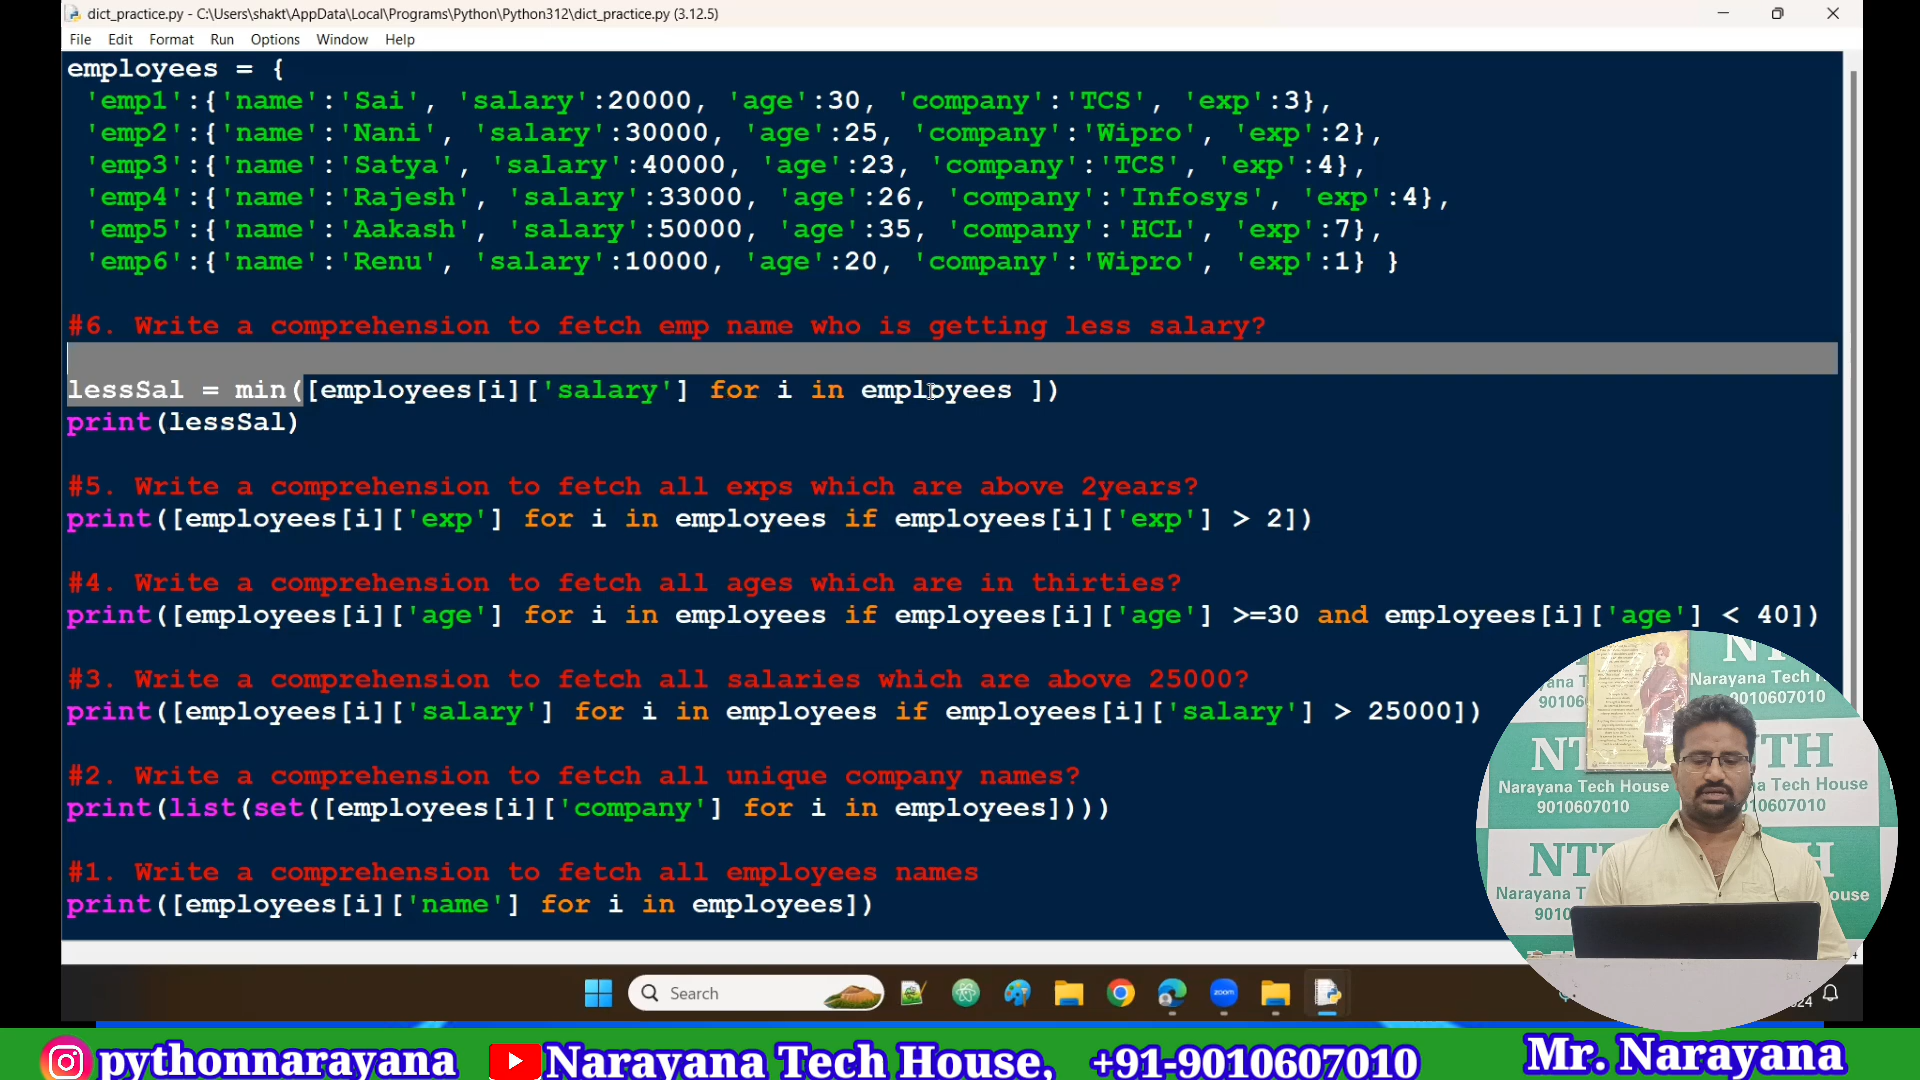 dict_practice.py - C:\Users\shakt\AppData\Local\Programs\Python\Python312\dict_practice.py (3.12.5)
File Edit Format Run Options Window Help
employees = {
'emp1':{'name':'Sai', 'salary':20000, 'age':30, 'company':'TCS', 'exp':3},
'emp2':{'name':'Nani', 'salary':30000, 'age':25, 'company':'Wipro', 'exp':2},
'emp3':{'name':'Satya', 'salary':40000, 'age':23, 'company':'TCS', 'exp':4},
'emp4':{'name':'Rajesh', 'salary':33000, 'age':26, 'company':'Infosys', 'exp':4},
'emp5':{'name':'Aakash', 'salary':50000, 'age':35, 'company':'HCL', 'exp':7},
'emp6':{'name':'Renu', 'salary':10000, 'age':20, 'company':'Wipro', 'exp':1} }
#6. Write a comprehension to fetch emp name who is getting less salary?
lessSal = min([employees[i]['salary'] for i in employees ])
print(lessSal)
#5. Write a comprehension to fetch all exps which are above 2years?
print([employees[i]['exp'] for i in employees if employees[i]['exp'] > 2])
#4. Write a comprehension to fetch all ages which are in thirties?
print([employees[i]['age'] for i in employees if employees[i]['age'] >=30 and employees[i]['age'] < 40])
#3. Write a comprehension to fetch all salaries which are above 25000?
print([employees[i]['salary'] for i in employees if employees[i]['salary'] > 25000])
#2. Write a comprehension to fetch all unique company names?
print(list(set([employees[i]['company'] for i in employees])))
#1. Write a comprehension to fetch all employees names
print([employees[i]['name'] for i in employees])
Narayana Tech
9010607010
NTH
Narayana Tech House
9010607010
NTH
Narayana
Search
zoom
pythonnarayana
Narayana Tech House,
+91-9010607010
Mr. Narayana